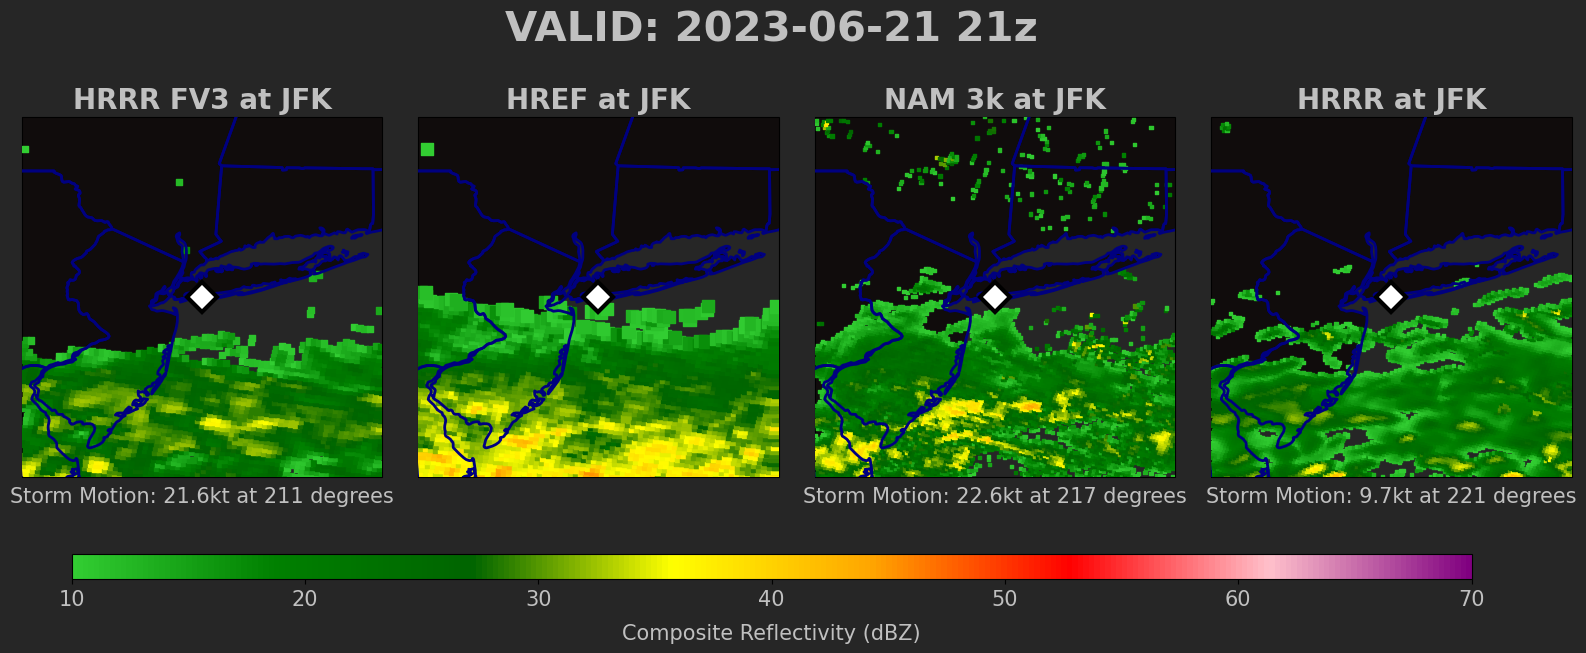 VALID: 2023-06-21 21z
HRRR FV3 at JFK
HREF at JFK
NAM 3k at JFK
HRRR at JFK
Storm Motion: 21.6kt at 211 degrees
Storm Motion: 22.6kt at 217 degrees
Storm Motion: 9.7kt at 221 degrees
10 20 30 40 50 60 70
Composite Reflectivity (dBZ)